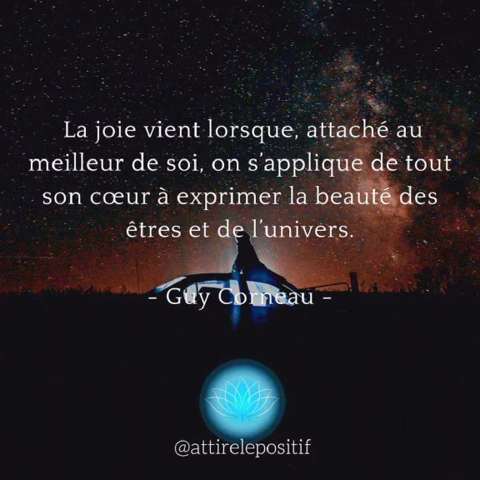 La joie vient lorsque, attaché au
meilleur de soi, on s'applique de tout
son cœur à exprimer la beauté des
êtres et de l'univers.
- Guy Corneau -
@attirelepositif